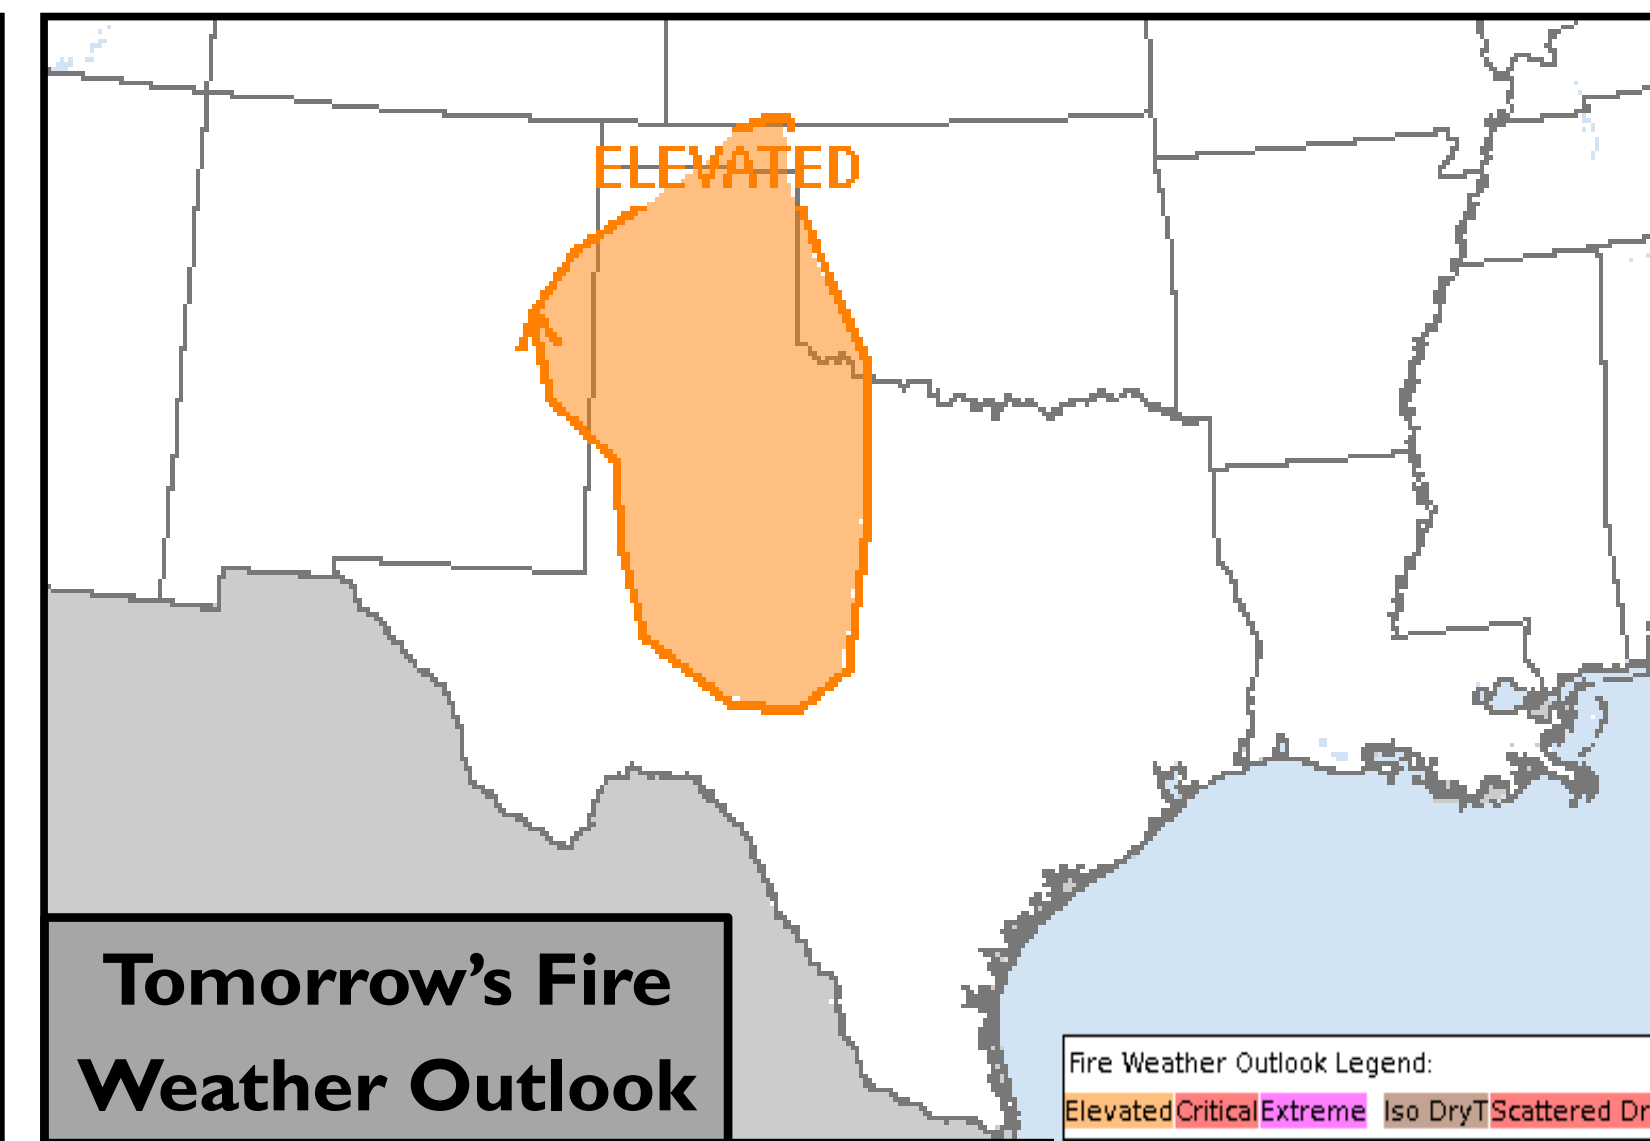 ELEVATED
Tomorrow’s Fire
Weather Outlook
Fire Weather Outlook Legend:
Elevated Critical Extreme Iso DryT Scattered Dr